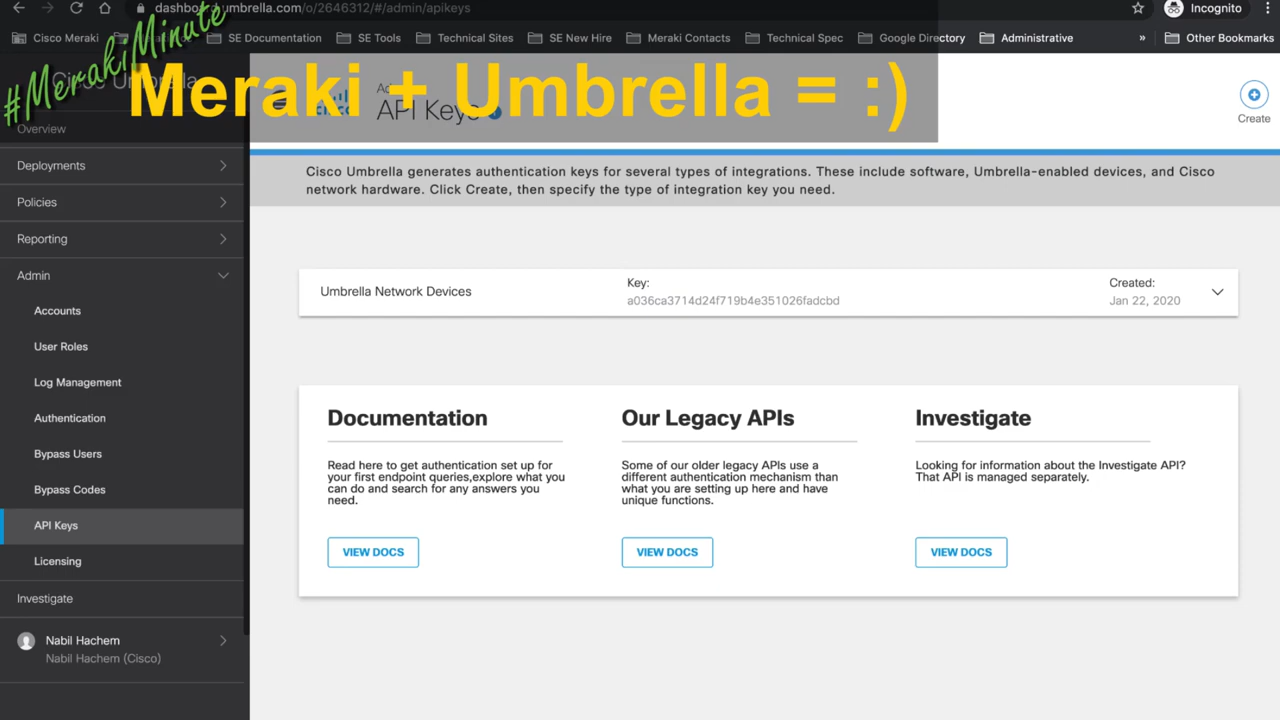 dashboard.umbrella.com/o/2646312/#/admin/apikeys
Incognito
Cisco Meraki
SE Documentation
SE Tools
Technical Sites
SE New Hire
Meraki Contacts
Technical Spec
Google Directory
Administrative
»
Other Bookmarks
#MerakiMinute
Meraki + Umbrella = :)
Cisco Umbrella
API Keys
Create
Overview
Deployments
Policies
Reporting
Admin
Accounts
User Roles
Log Management
Authentication
Bypass Users
Bypass Codes
API Keys
Licensing
Investigate
Nabil Hachem
Nabil Hachem (Cisco)
Cisco Umbrella generates authentication keys for several types of integrations. These include software, Umbrella-enabled devices, and Cisco
network hardware. Click Create, then specify the type of integration key you need.
Umbrella Network Devices
Key:
a036ca3714d24f719b4e351026fadcbd
Created:
Jan 22, 2020
Documentation
Read here to get authentication set up for
your first endpoint queries,explore what you
can do and search for any answers you
need.
VIEW DOCS
Our Legacy APIs
Some of our older legacy APIs use a
different authentication mechanism than
what you are setting up here and have
unique functions.
VIEW DOCS
Investigate
Looking for information about the Investigate API?
That API is managed separately.
VIEW DOCS